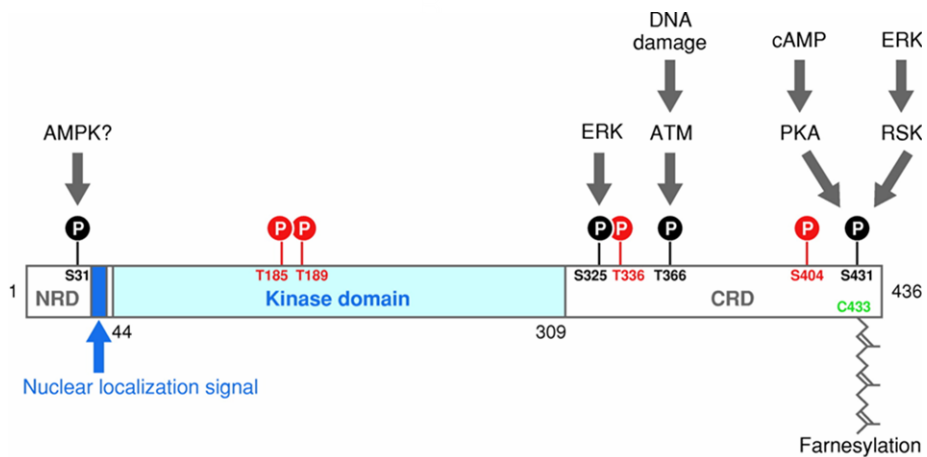 DNA
damage
cAMP
ERK
AMPK?
ERK
ATM
PKA
RSK
P
P
P
P
P
P
P
P
S31
T185
T189
S325
T336
T366
S404
S431
1
NRD
Kinase domain
CRD
C433
436
44
309
Nuclear localization signal
Farnesylation